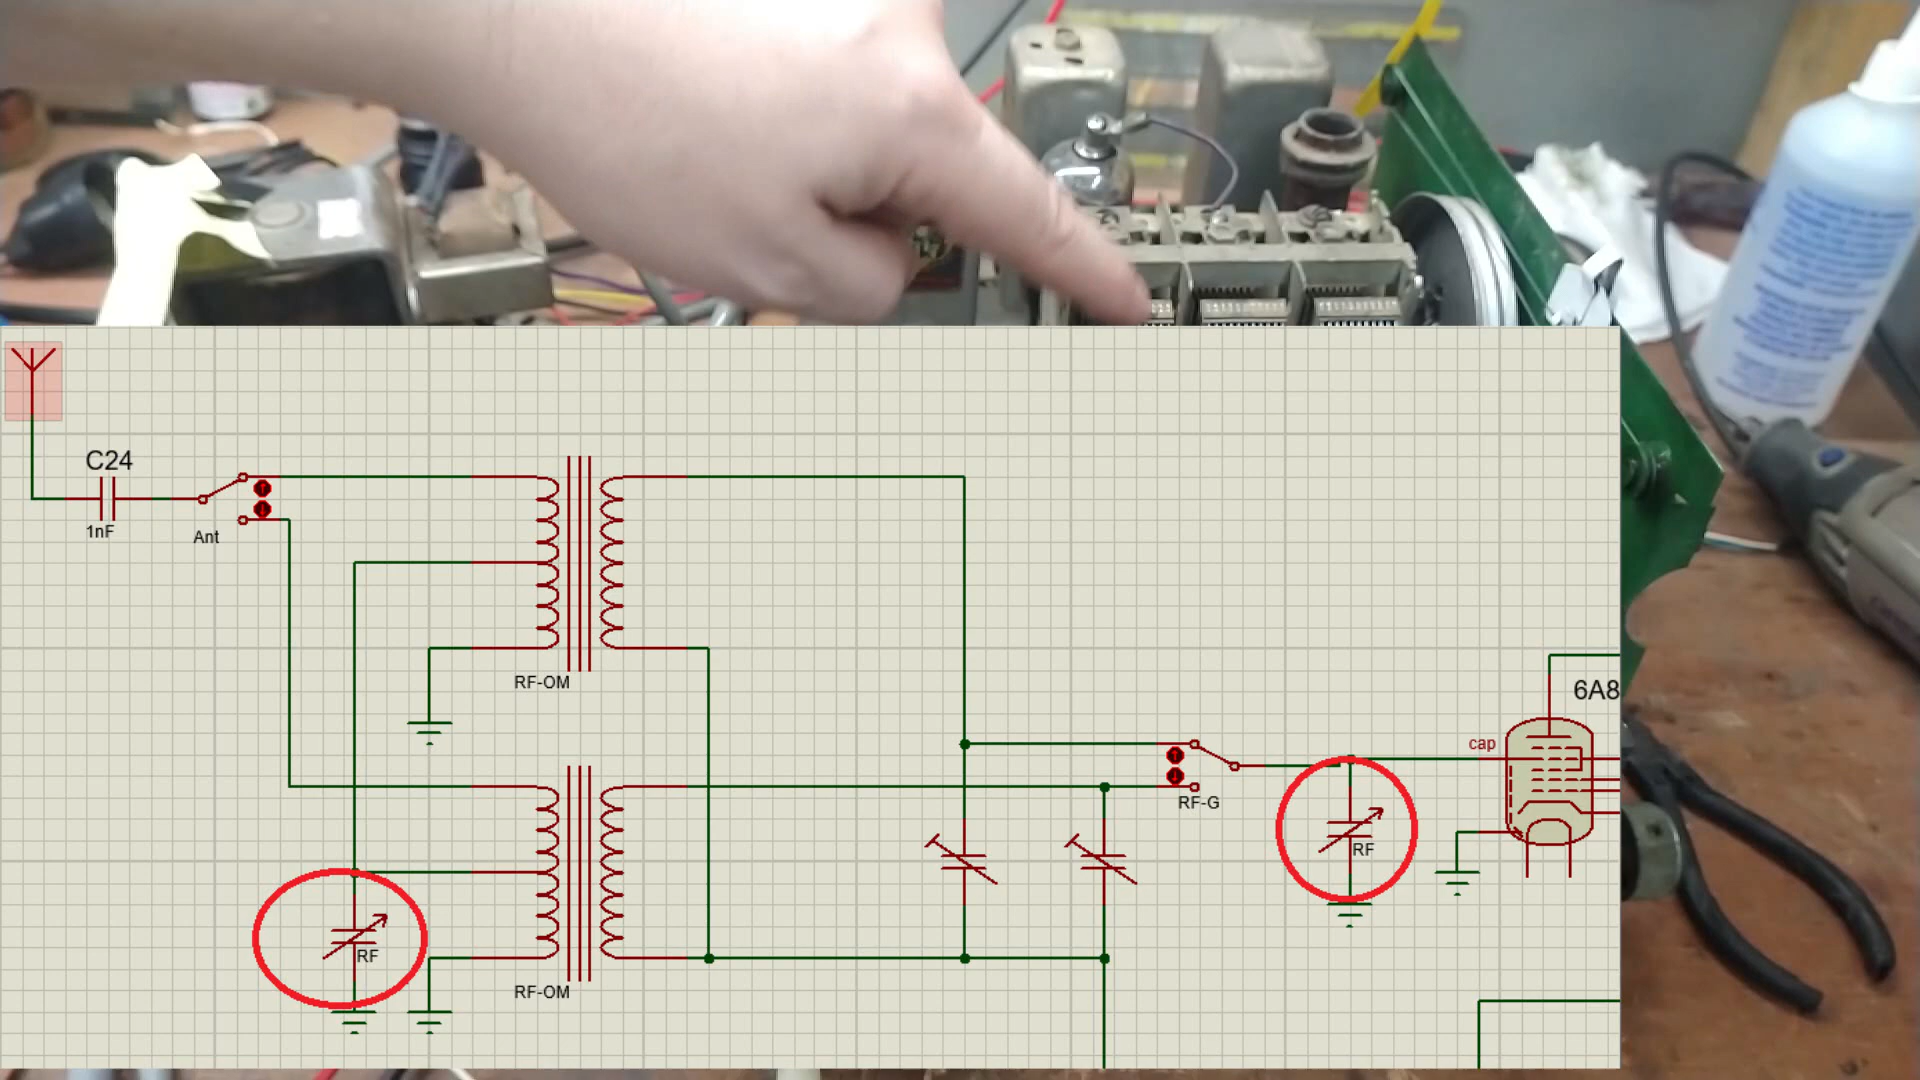 C24
1nF
Ant
RF-OM
6A8
cap
RF-G
RF
RF
RF-OM